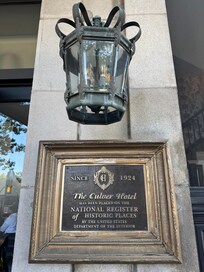 SINCE 1924
The Culver Hotel
HAS BEEN PLACED ON THE
NATIONAL REGISTER
of HISTORIC PLACES
BY THE UNITED STATES
DEPARTMENT OF THE INTERIOR